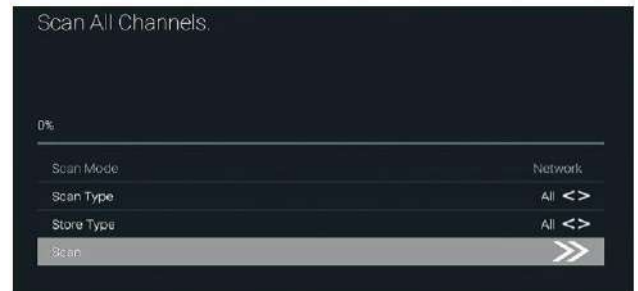 Scan All Channels.
0%
Scan Mode Network
Scan Type All <>
Store Type All <>
Scan >>